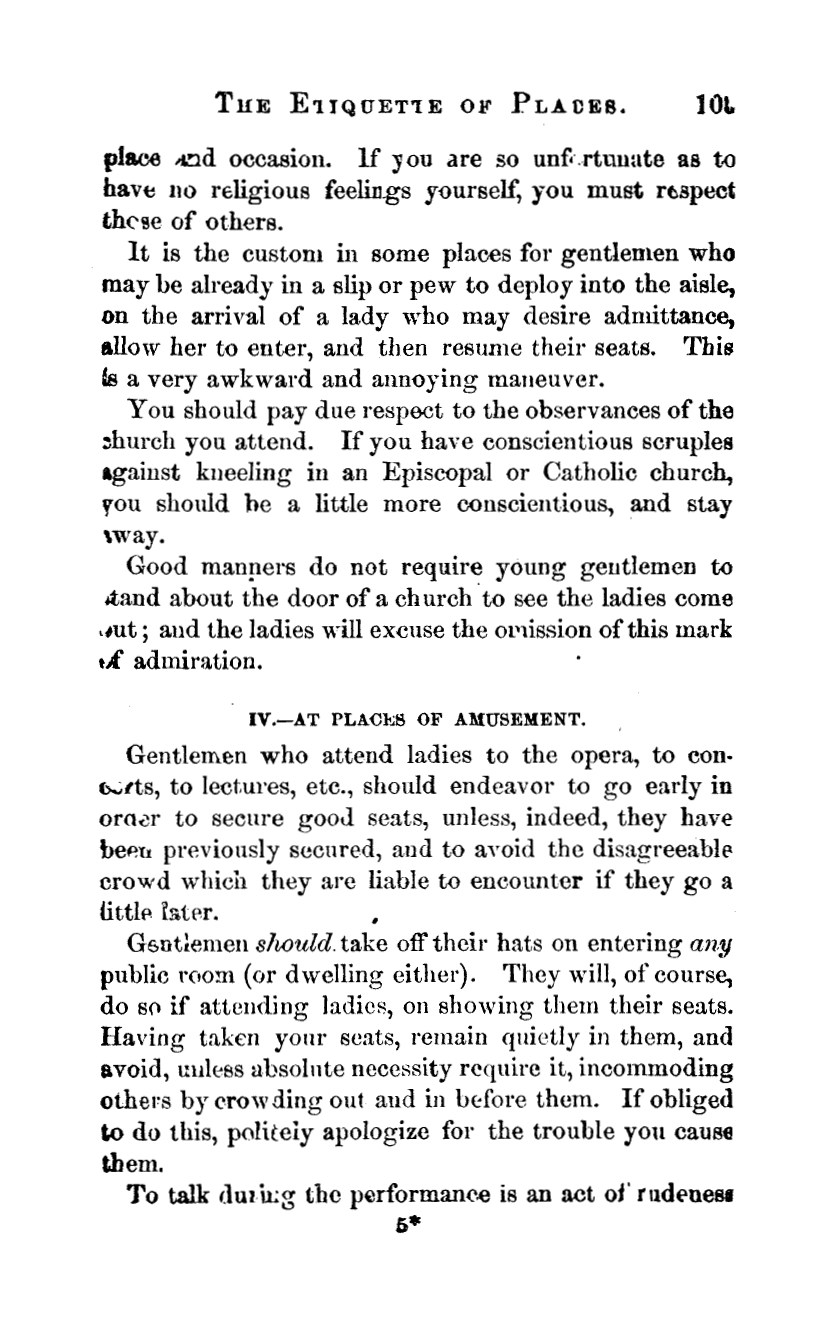 THE ETIQUETTE OF PLACES. 101
place and occasion. If you are so unfortunate as to
have no religious feelings yourself, you must respect
those of others.
It is the custom in some places for gentlemen who
may be already in a slip or pew to deploy into the aisle,
on the arrival of a lady who may desire admittance,
allow her to enter, and then resume their seats. This
is a very awkward and annoying maneuver.
You should pay due respect to the observances of the
church you attend. If you have conscientious scruples
against kneeling in an Episcopal or Catholic church,
you should be a little more conscientious, and stay
away.
Good manners do not require young gentlemen to
stand about the door of a church to see the ladies come
out; and the ladies will excuse the omission of this mark
of admiration.
IV.—AT PLACES OF AMUSEMENT.
Gentlemen who attend ladies to the opera, to con-
certs, to lectures, etc., should endeavor to go early in
order to secure good seats, unless, indeed, they have
been previously secured, and to avoid the disagreeable
crowd which they are liable to encounter if they go a
little later.
Gentlemen should take off their hats on entering any
public room (or dwelling either). They will, of course,
do so if attending ladies, on showing them their seats.
Having taken your seats, remain quietly in them, and
avoid, unless absolute necessity require it, incommoding
others by crowding out and in before them. If obliged
to do this, politely apologize for the trouble you cause
them.
To talk during the performance is an act of rudeness
5*